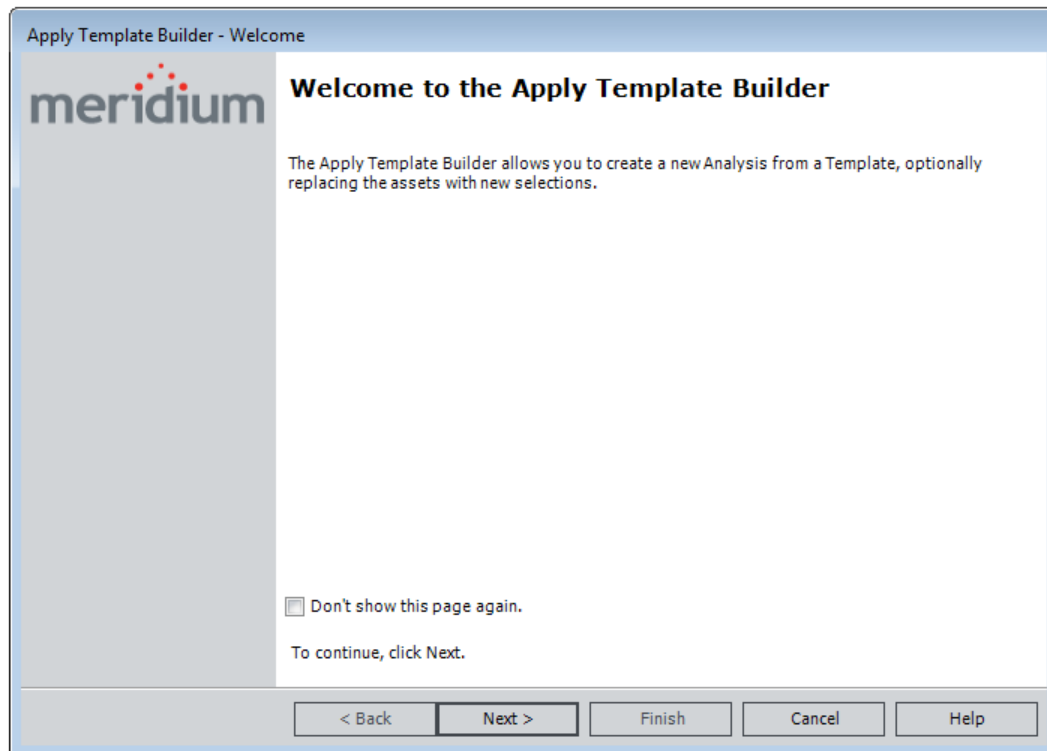 Apply Template Builder - Welcome
meridium
Welcome to the Apply Template Builder
The Apply Template Builder allows you to create a new Analysis from a Template, optionally
replacing the assets with new selections.
Don't show this page again.
To continue, click Next.
< Back
Next >
Finish
Cancel
Help